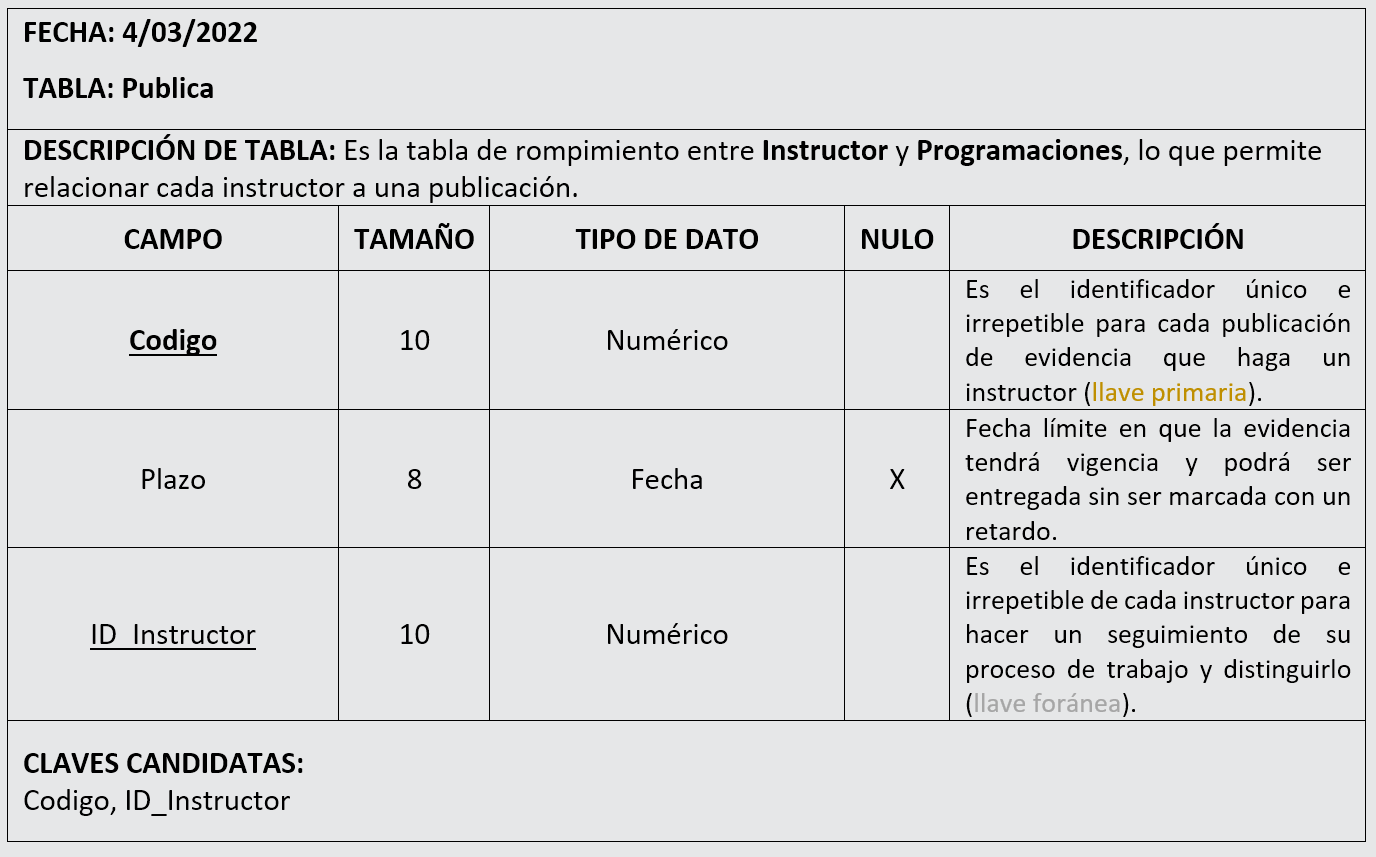 FECHA: 4/03/2022
TABLA: Publica
DESCRIPCIÓN DE TABLA: Es la tabla de rompimiento entre Instructor y Programaciones, lo que permite
relacionar cada instructor a una publicación.
CAMPO TAMAÑO TIPO DE DATO NULO DESCRIPCIÓN
Codigo 10 Numérico
Es el identificador único e
irrepetible para cada publicación
de evidencia que haga un
instructor (llave primaria).
Plazo 8 Fecha X
Fecha límite en que la evidencia
tendrá vigencia y podrá ser
entregada sin ser marcada con un
retardo.
ID_Instructor 10 Numérico
Es el identificador único e
irrepetible de cada instructor para
hacer un seguimiento de su
proceso de trabajo y distinguirlo
(llave foránea).
CLAVES CANDIDATAS:
Codigo, ID_Instructor